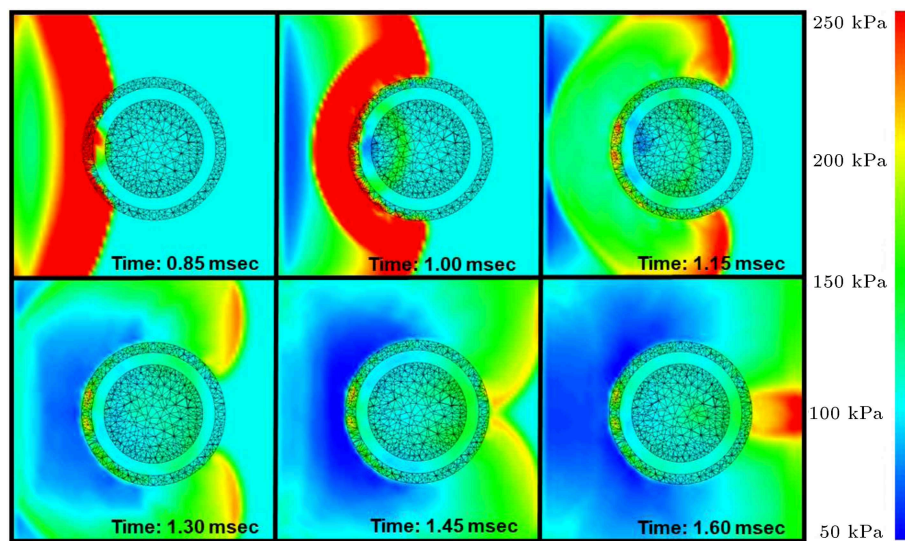 250 kPa
Time: 0.85 msec
Time: 1.00 msec
Time: 1.15 msec
200 kPa
150 kPa
Time: 1.30 msec
Time: 1.45 msec
Time: 1.60 msec
100 kPa
50 kPa